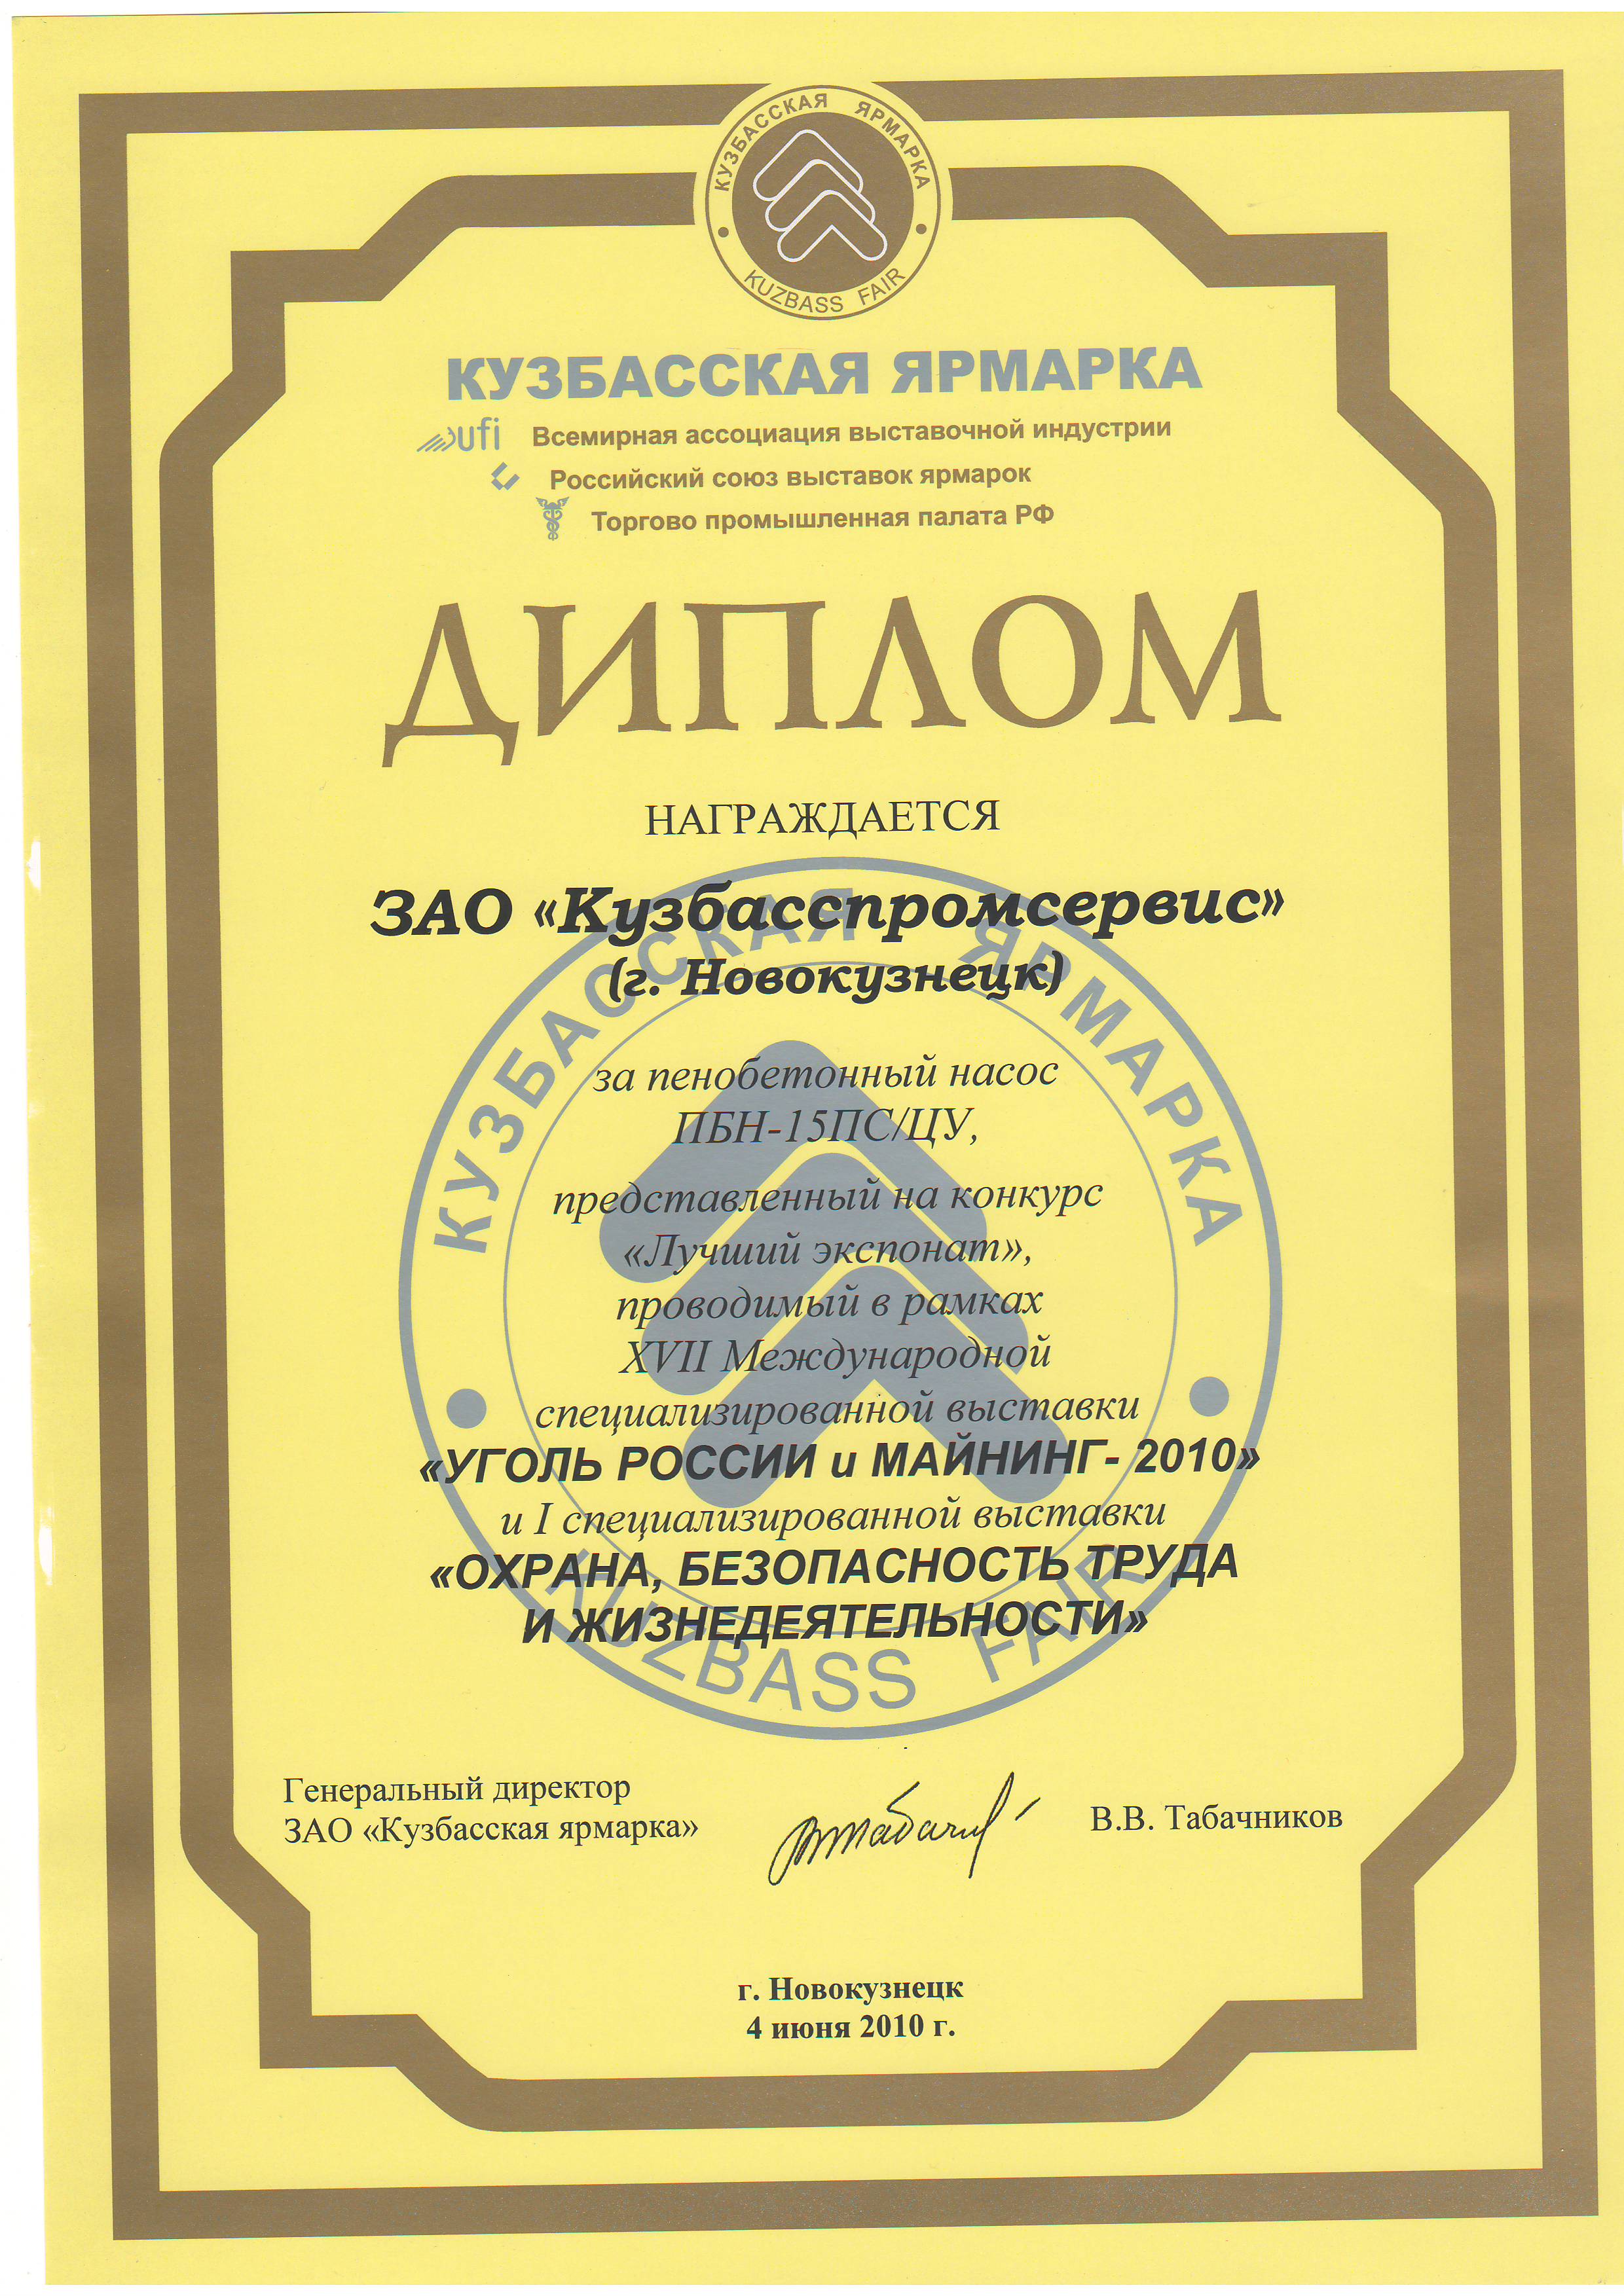 КУЗБАССКАЯ ЯРМАРКА
KUZBASS FAIR
КУЗБАССКАЯ ЯРМАРКА
ufi Всемирная ассоциация выставочной индустрии
Российский союз выставок ярмарок
Торгово промышленная палата РФ
ДИПЛОМ
НАГРАЖДАЕТСЯ
ЗАО «Кузбасспромсервис»
(г. Новокузнецк)
КУЗБАССКАЯ ЯРМАРКА
за пенобетонный насос
ПБН-15ПС/ЦУ,
представленный на конкурс
«Лучший экспонат»,
проводимый в рамках
XVII Международной
специализированной выставки
«УГОЛЬ РОССИИ и МАЙНИНГ- 2010»
и I специализированной выставки
«ОХРАНА, БЕЗОПАСНОСТЬ ТРУДА
И ЖИЗНЕДЕЯТЕЛЬНОСТИ»
KUZBASS FAIR
Генеральный директор
ЗАО «Кузбасская ярмарка»
В.В. Табачников
г. Новокузнецк
4 июня 2010 г.